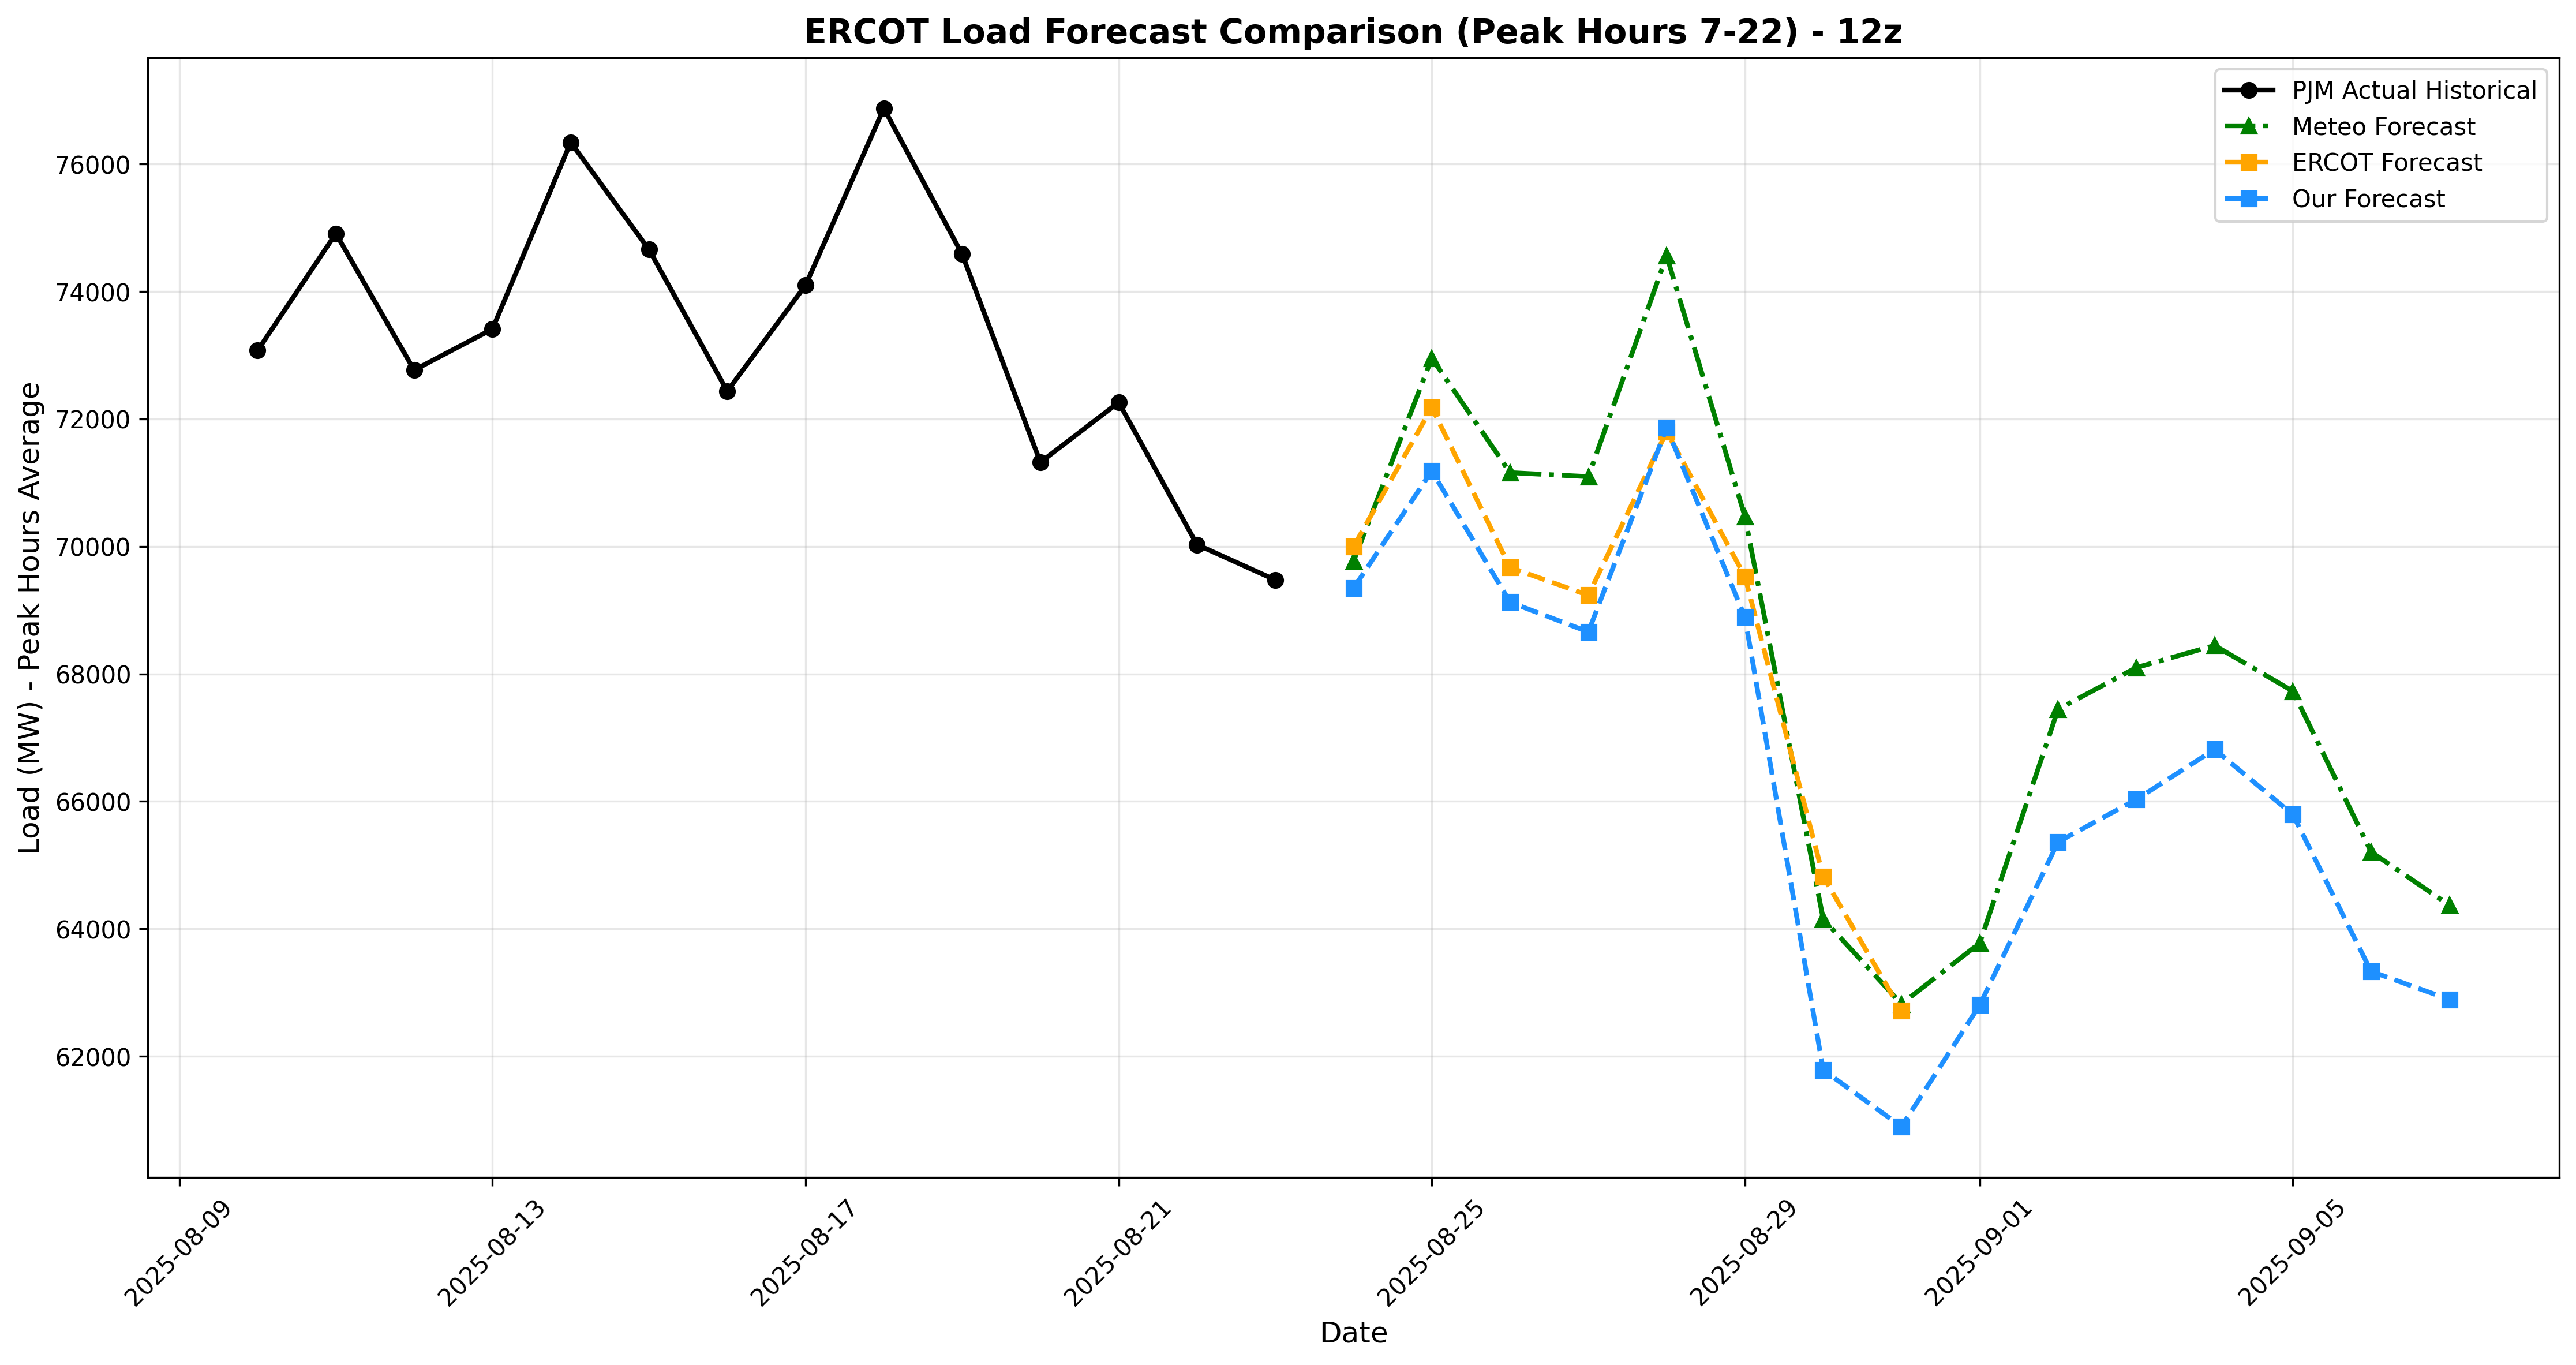 ERCOT Load Forecast Comparison (Peak Hours 7-22) - 12z
PJM Actual Historical
Meteo Forecast
ERCOT Forecast
Our Forecast
Load (MW) - Peak Hours Average
76000
74000
72000
70000
68000
66000
64000
62000
2025-08-09
2025-08-13
2025-08-17
2025-08-21
2025-08-25
2025-08-29
2025-09-01
2025-09-05
Date